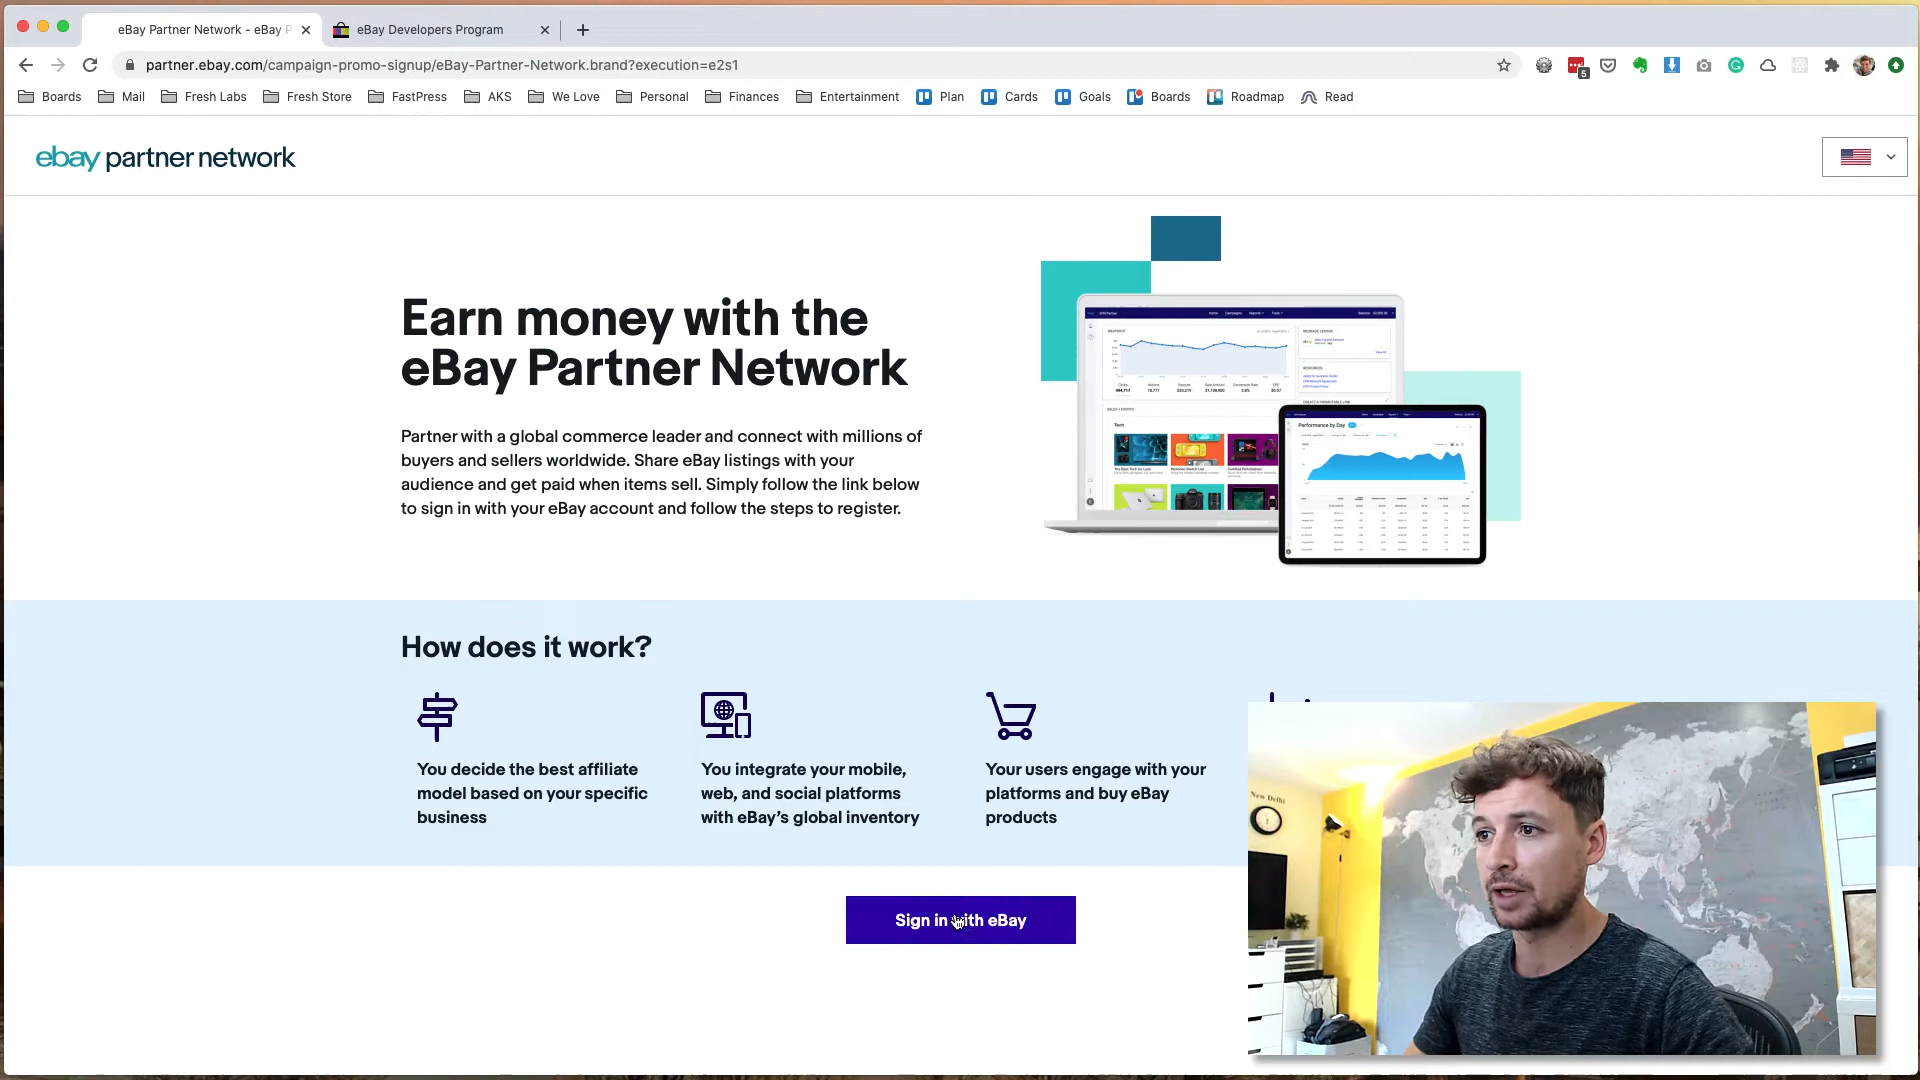 eBay Partner Network - eBay P
eBay Developers Program
partner.ebay.com/campaign-promo-signup/eBay-Partner-Network.brand?execution=e2s1
5
Boards
Mail
Fresh Labs
Fresh Store
FastPress
AKS
We Love
Personal
Finances
Entertainment
Plan
Cards
Goals
Boards
Roadmap
Read
ebay partner network
Earn money with the
eBay Partner Network
Partner with a global commerce leader and connect with millions of
buyers and sellers worldwide. Share eBay listings with your
audience and get paid when items sell. Simply follow the link below
to sign in with your eBay account and follow the steps to register.
Performance by Day
Tech
How does it work?
You decide the best affiliate
model based on your specific
business
You integrate your mobile,
web, and social platforms
with eBay's global inventory
Your users engage with your
platforms and buy eBay
products
Sign in with eBay
New Delhi